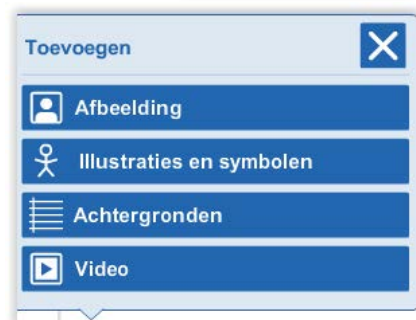 Toevoegen
Afbeelding
Illustraties en symbolen
Achtergronden
Video